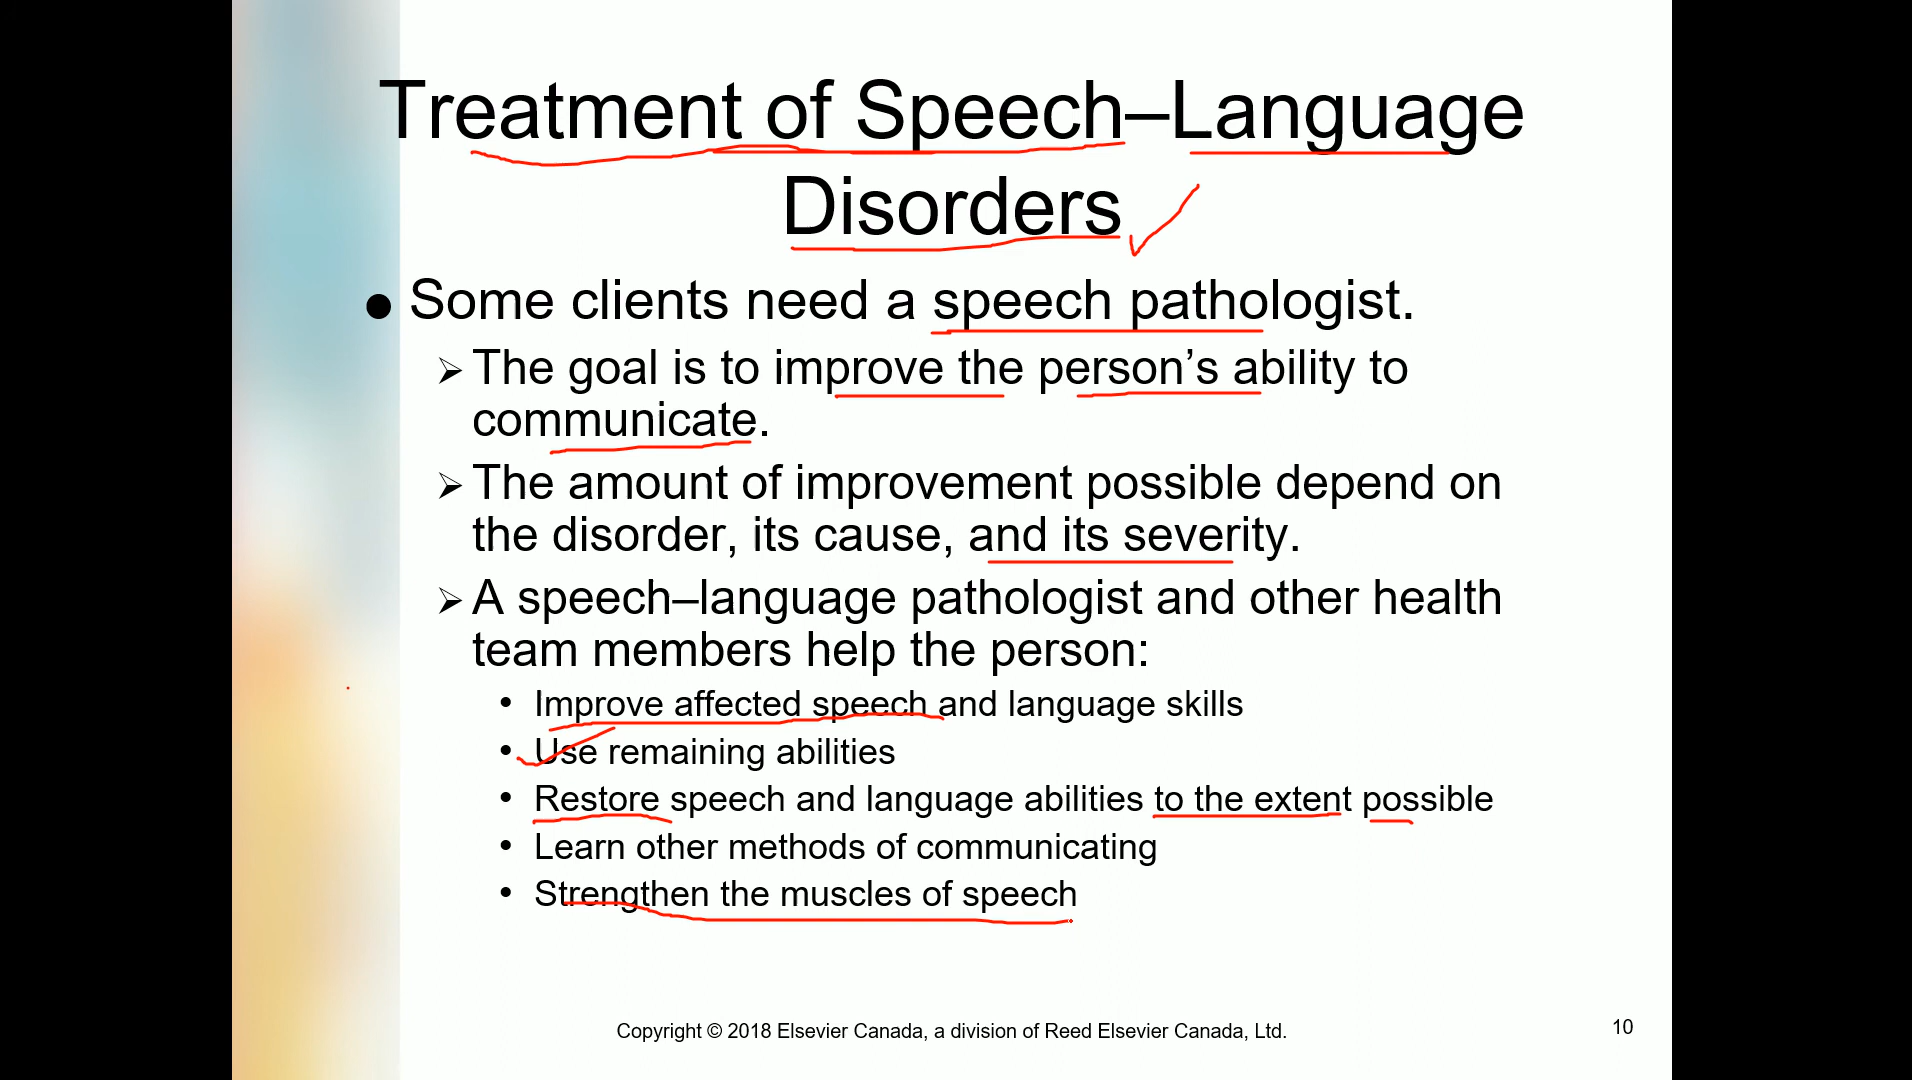 Treatment of Speech–Language
Disorders
● Some clients need a speech pathologist.
➢ The goal is to improve the person’s ability to
communicate.
➢ The amount of improvement possible depend on
the disorder, its cause, and its severity.
➢ A speech–language pathologist and other health
team members help the person:
• Improve affected speech and language skills
• Use remaining abilities
• Restore speech and language abilities to the extent possible
• Learn other methods of communicating
• Strengthen the muscles of speech
Copyright © 2018 Elsevier Canada, a division of Reed Elsevier Canada, Ltd.
10